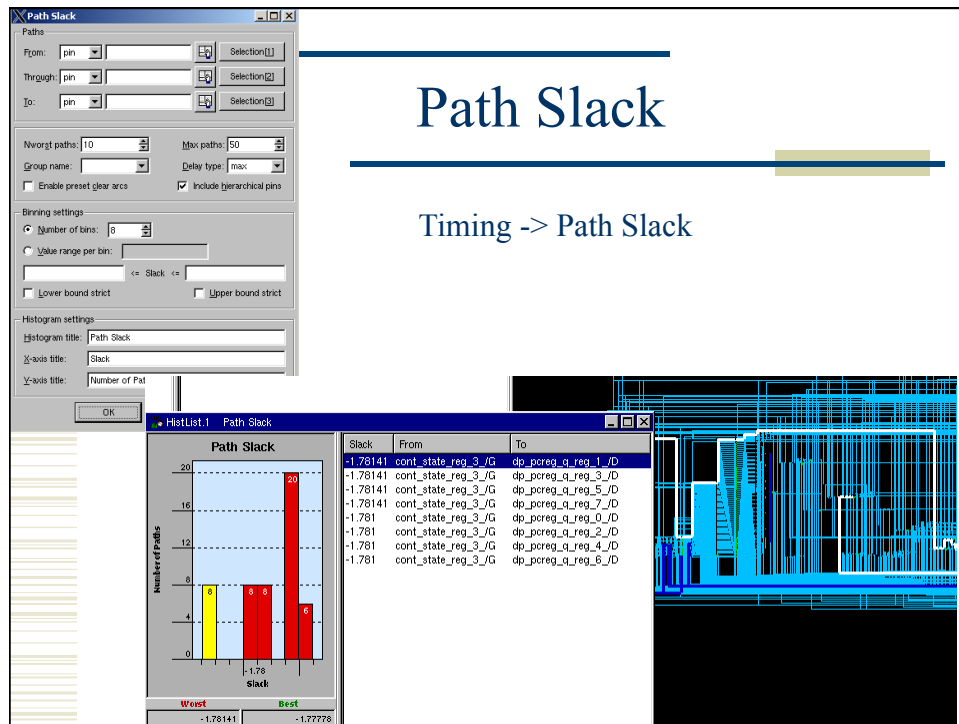 Path Slack
Paths
From: pin Selection[1]
Through: pin Selection[2]
To: pin Selection[3]
Nworst paths: 10 Max paths: 50
Group name: Delay type: max
Enable preset clear arcs Include hierarchical pins
Binning settings
Number of bins: 8
Value range per bin:
<= Slack <=
Lower bound strict Upper bound strict
Histogram settings
Histogram title: Path Slack
X-axis title: Slack
Y-axis title: Number of Pat
OK
Path Slack
Timing -> Path Slack
HistList.1 Path Slack
Path Slack
Number of Paths
20
16
12
8
4
0
8
8
8
20
6
-1.78
Slack
Worst Best
-1.78141 -1.77778
Slack From To
-1.78141 cont_state_reg_3_/G dp_pcreg_q_reg_1_/D
-1.78141 cont_state_reg_3_/G dp_pcreg_q_reg_3_/D
-1.78141 cont_state_reg_3_/G dp_pcreg_q_reg_5_/D
-1.78141 cont_state_reg_3_/G dp_pcreg_q_reg_7_/D
-1.781 cont_state_reg_3_/G dp_pcreg_q_reg_0_/D
-1.781 cont_state_reg_3_/G dp_pcreg_q_reg_2_/D
-1.781 cont_state_reg_3_/G dp_pcreg_q_reg_4_/D
-1.781 cont_state_reg_3_/G dp_pcreg_q_reg_6_/D